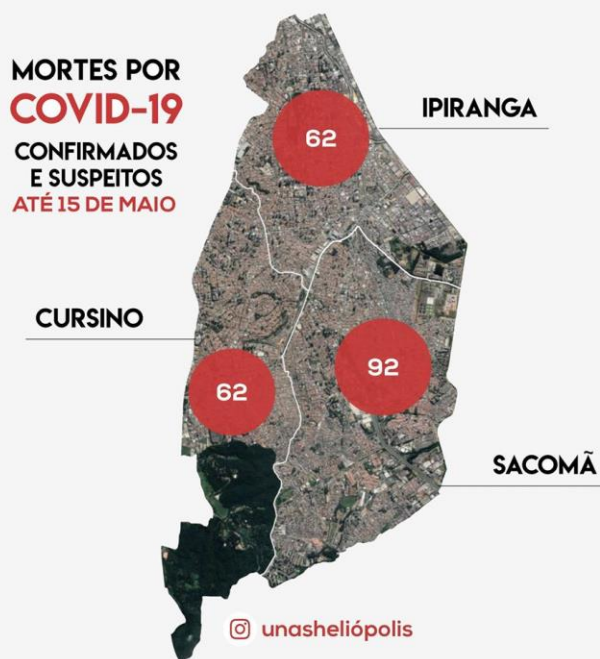 MORTES POR
COVID-19
CONFIRMADOS
E SUSPEITOS
ATÉ 15 DE MAIO
62
IPIRANGA
CURSINO
62
92
SACOMÃ
unasheliópolis